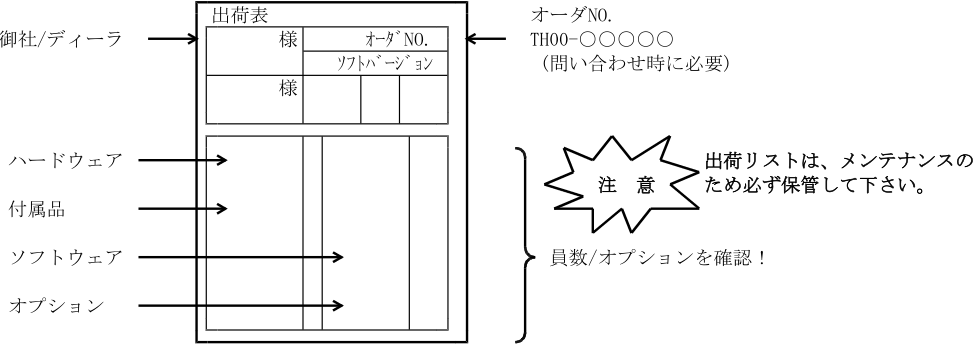 出荷表
オーダNO.
御社/ディーラ
様
ｵｰﾀﾞNO.
TH00-○○○○○
ｿﾌﾄﾊﾞｰｼﾞｮﾝ
(問い合わせ時に必要)
様
ハードウェア
付属品
ソフトウェア
オプション
注 意
出荷リストは、メンテナンスの
ため必ず保管して下さい。
員数/オプションを確認！